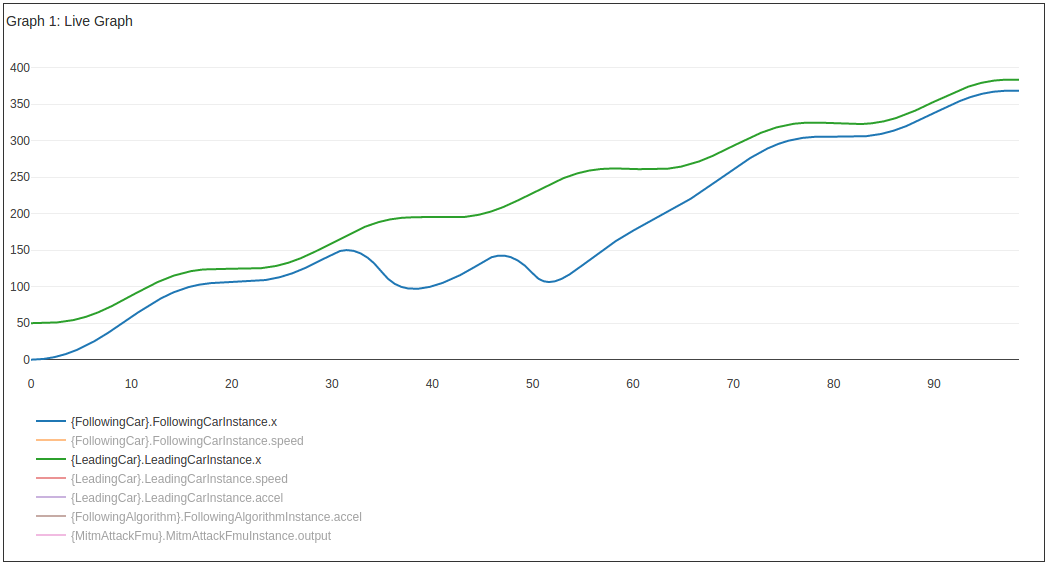 Graph 1: Live Graph
400
350
300
250
200
150
100
50
0
0 10 20 30 40 50 60 70 80 90
{FollowingCar}.FollowingCarInstance.x
{FollowingCar}.FollowingCarInstance.speed
{LeadingCar}.LeadingCarInstance.x
{LeadingCar}.LeadingCarInstance.speed
{LeadingCar}.LeadingCarInstance.accel
{FollowingAlgorithm}.FollowingAlgorithmInstance.accel
{MitmAttackFmu}.MitmAttackFmuInstance.output